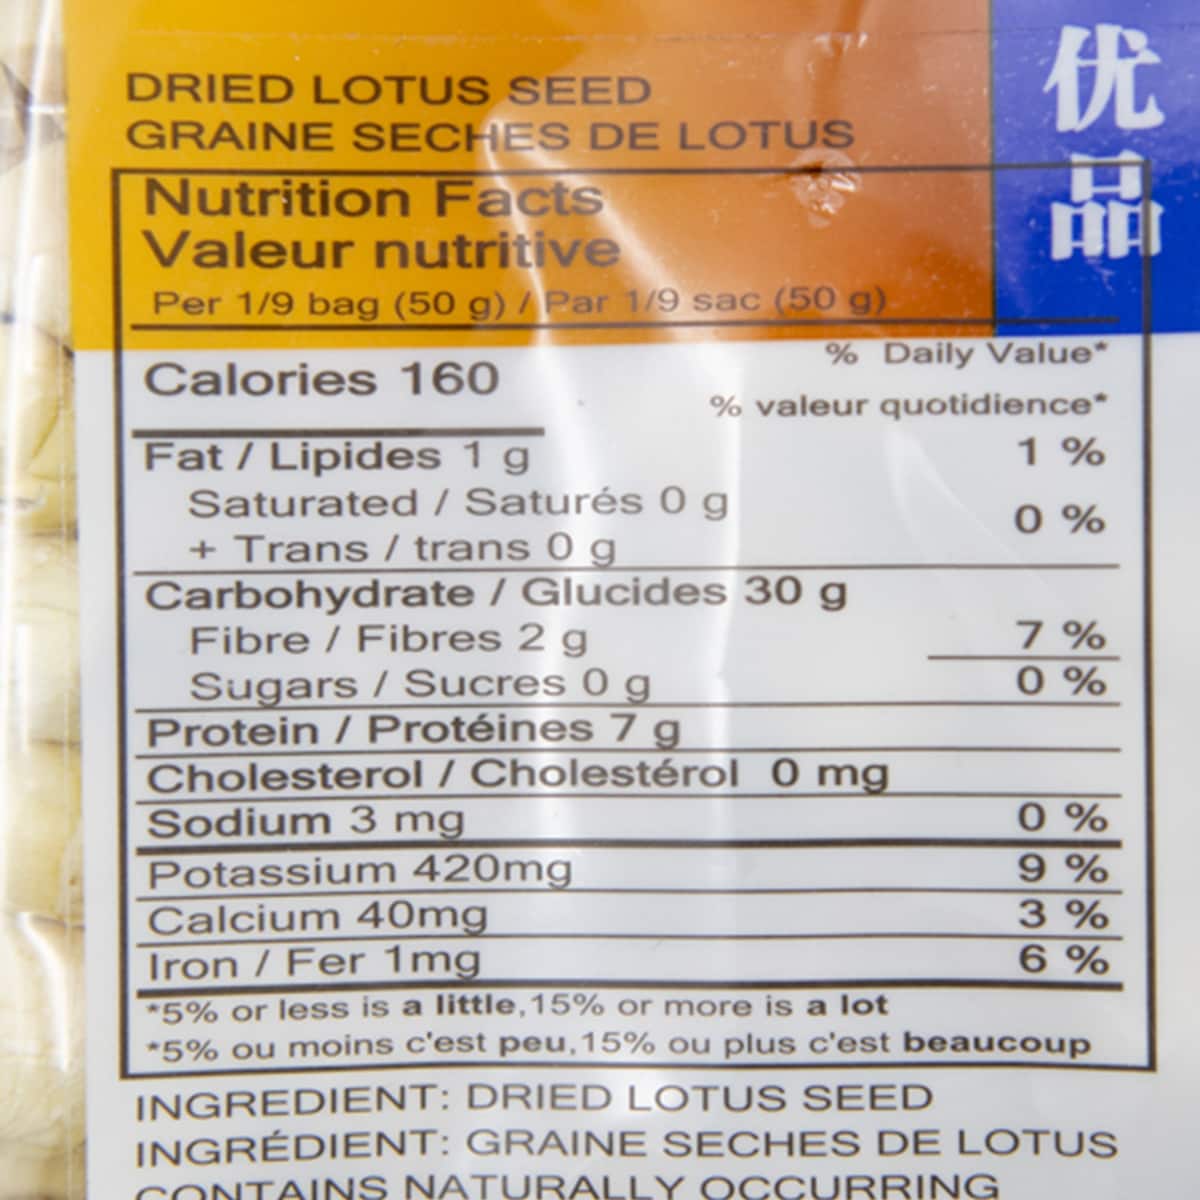 优
品
DRIED LOTUS SEED
GRAINE SECHES DE LOTUS
Nutrition Facts
Valeur nutritive
Per 1/9 bag (50 g) / Par 1/9 sac (50 g)
Calories 160
% Daily Value*
% valeur quotidience*
Fat / Lipides 1 g 1 %
Saturated / Saturés 0 g
+ Trans / trans 0 g 0 %
Carbohydrate / Glucides 30 g
Fibre / Fibres 2 g 7 %
Sugars / Sucres 0 g 0 %
Protein / Protéines 7 g
Cholesterol / Cholestérol 0 mg
Sodium 3 mg 0 %
Potassium 420mg 9 %
Calcium 40mg 3 %
Iron / Fer 1mg 6 %
*5% or less is a little,15% or more is a lot
*5% ou moins c'est peu,15% ou plus c'est beaucoup
INGREDIENT: DRIED LOTUS SEED
INGRÉDIENT: GRAINE SECHES DE LOTUS
CONTAINS NATURALLY OCCURRING